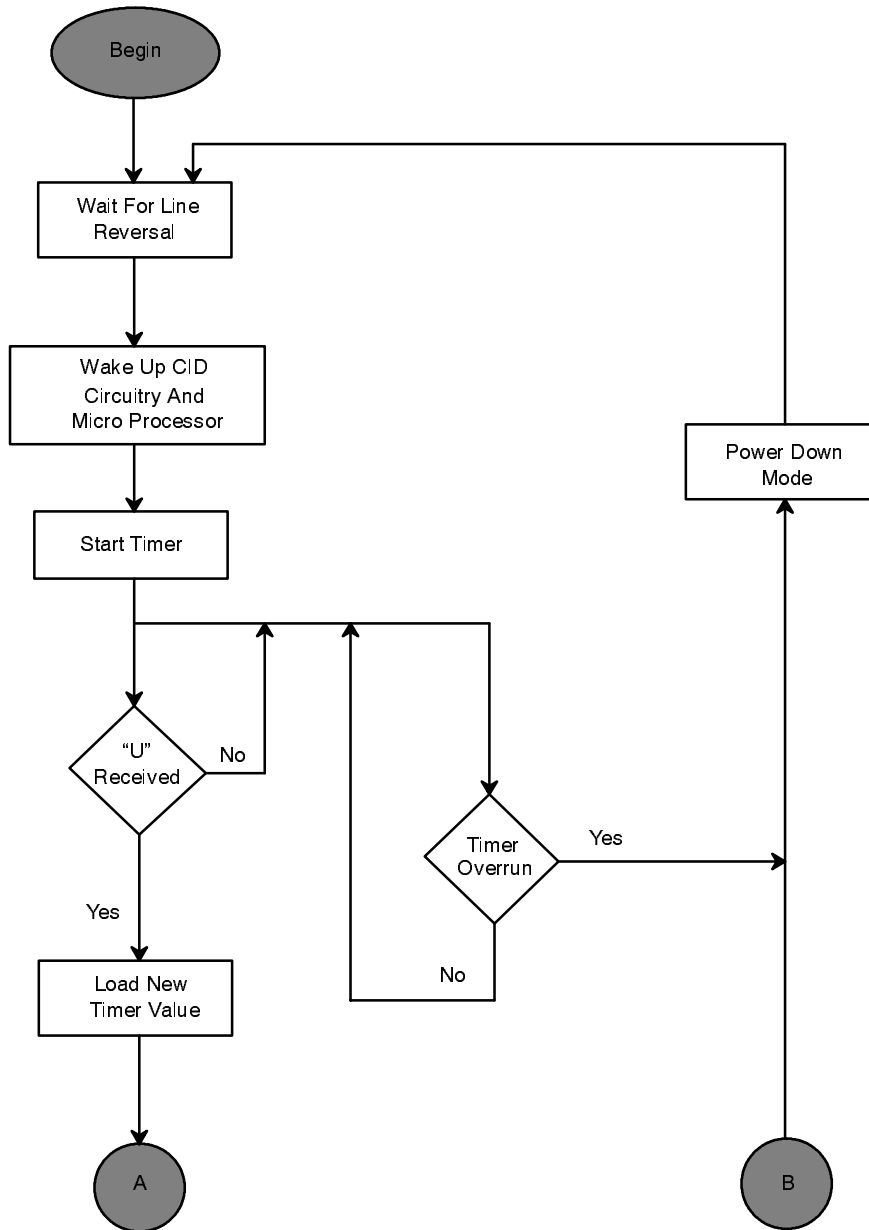 Begin
Wait For Line
Reversal
Wake Up CID
Circuitry And
Micro Processor
Power Down
Mode
Start Timer
“U”
Received
No
Timer
Overrun
Yes
Yes
No
Load New
Timer Value
A
B